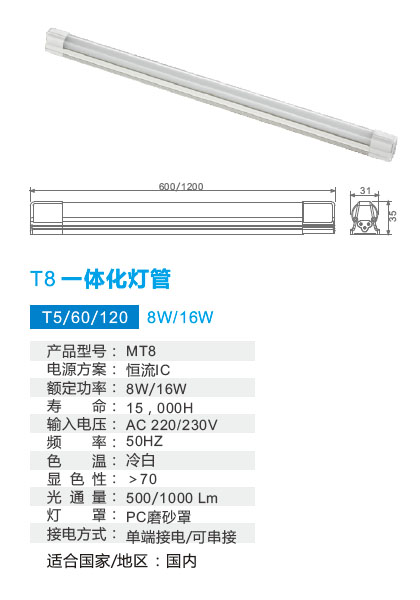 600/1200
31
35
T8 一体化灯管
T5/60/120 8W/16W
产品型号：MT8
电源方案：恒流IC
额定功率：8W/16W
寿 命：15，000H
输入电压：AC 220/230V
频 率：50HZ
色 温：冷白
显 色 性：＞70
光 通 量：500/1000 Lm
灯 罩：PC磨砂罩
接电方式：单端接电/可串接
适合国家/地区：国内